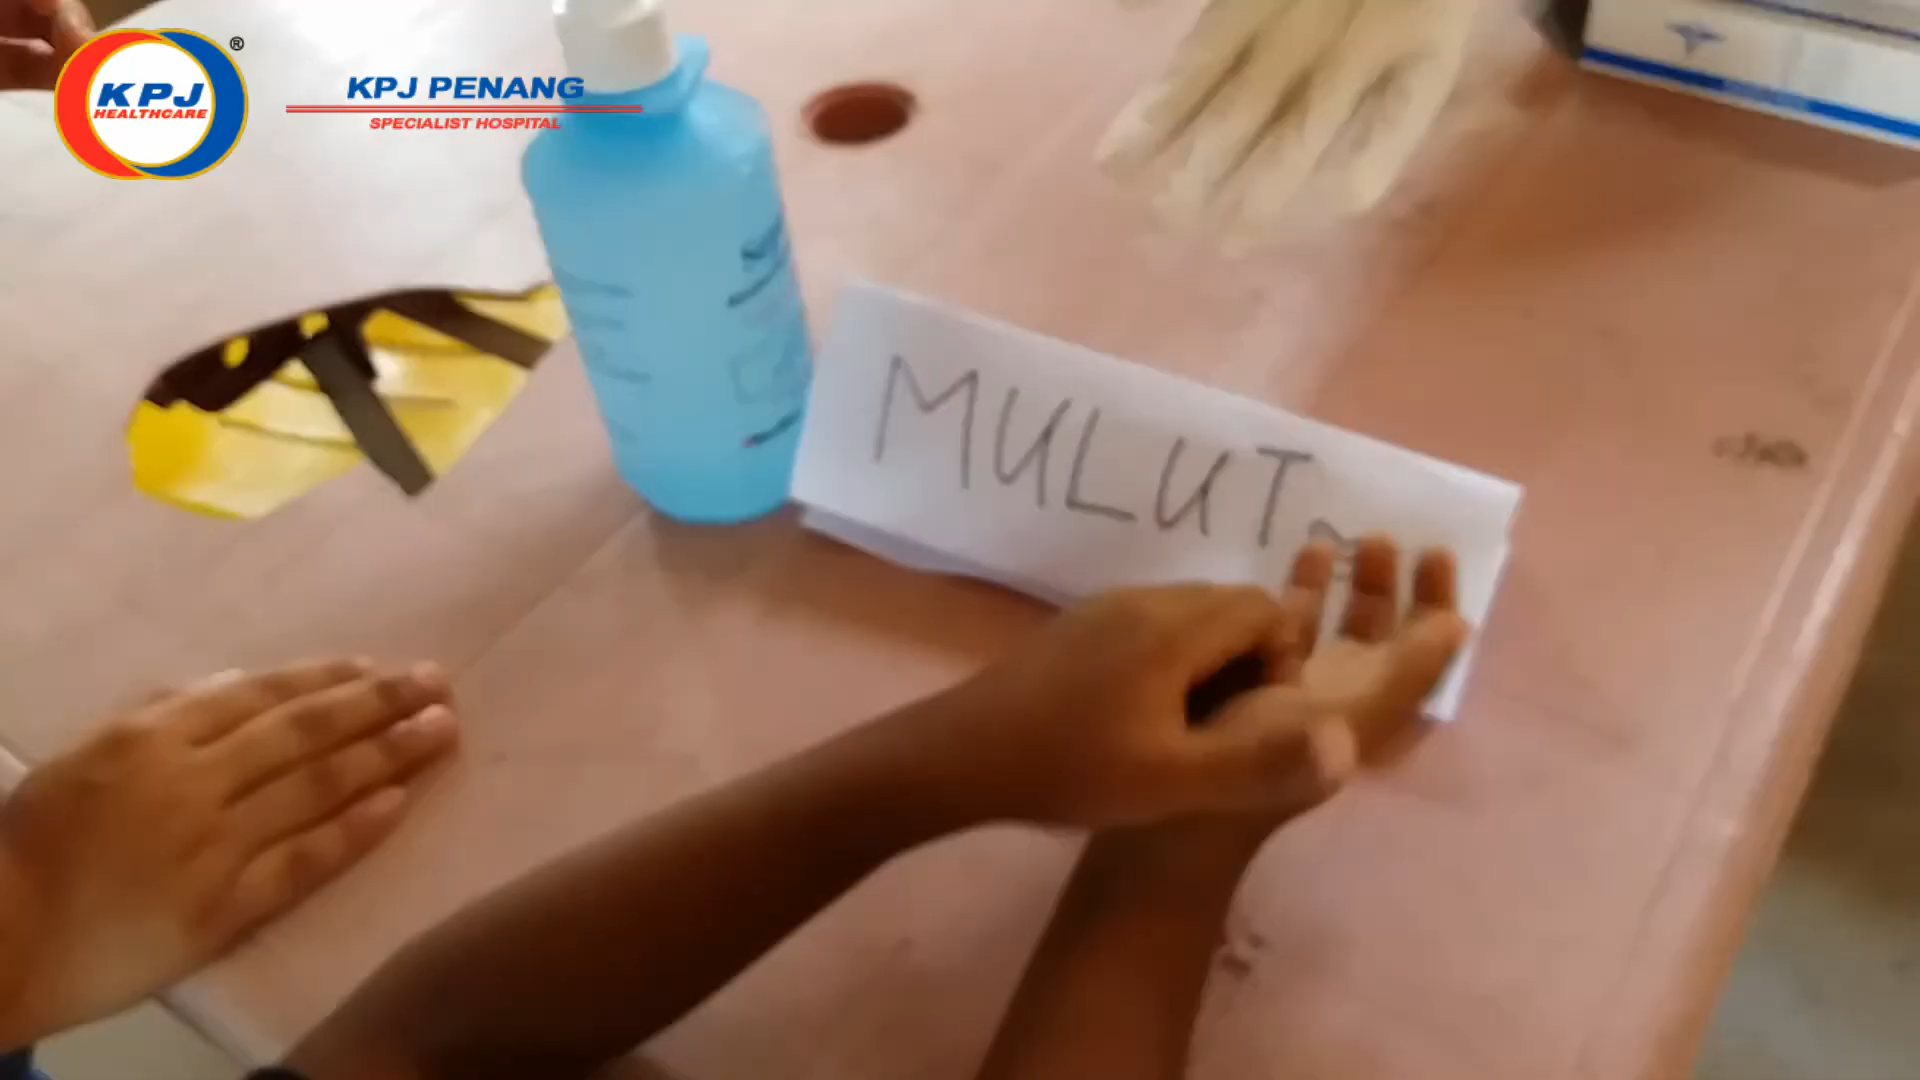 KPJ
HEALTHCARE
®
KPJ PENANG
SPECIALIST HOSPITAL
MULUT